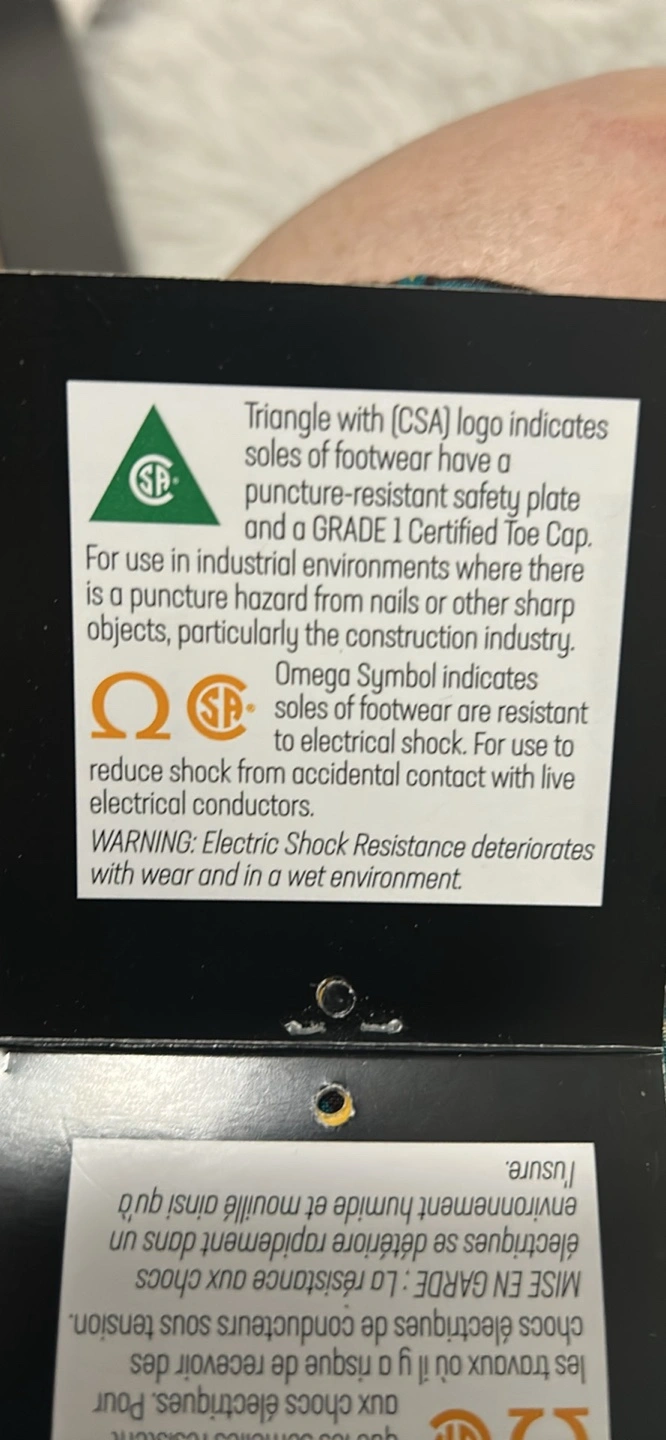 Triangle with (CSA) logo indicates
soles of footwear have a
puncture-resistant safety plate
and a GRADE 1 Certified Toe Cap.
For use in industrial environments where there
is a puncture hazard from nails or other sharp
objects, particularly the construction industry.
Omega Symbol indicates
soles of footwear are resistant
to electrical shock. For use to
reduce shock from accidental contact with live
electrical conductors.
WARNING: Electric Shock Resistance deteriorates
with wear and in a wet environment.
Ω CSA
CSA
aux chocs électriques. Pour
les travaux où il y a risque de recevoir des
chocs électriques de conducteurs sous tension.
MISE EN GARDE : La résistance aux chocs
électriques se détériore rapidement dans un
environnement humide et mouillé ainsi qu'à
l'usure.